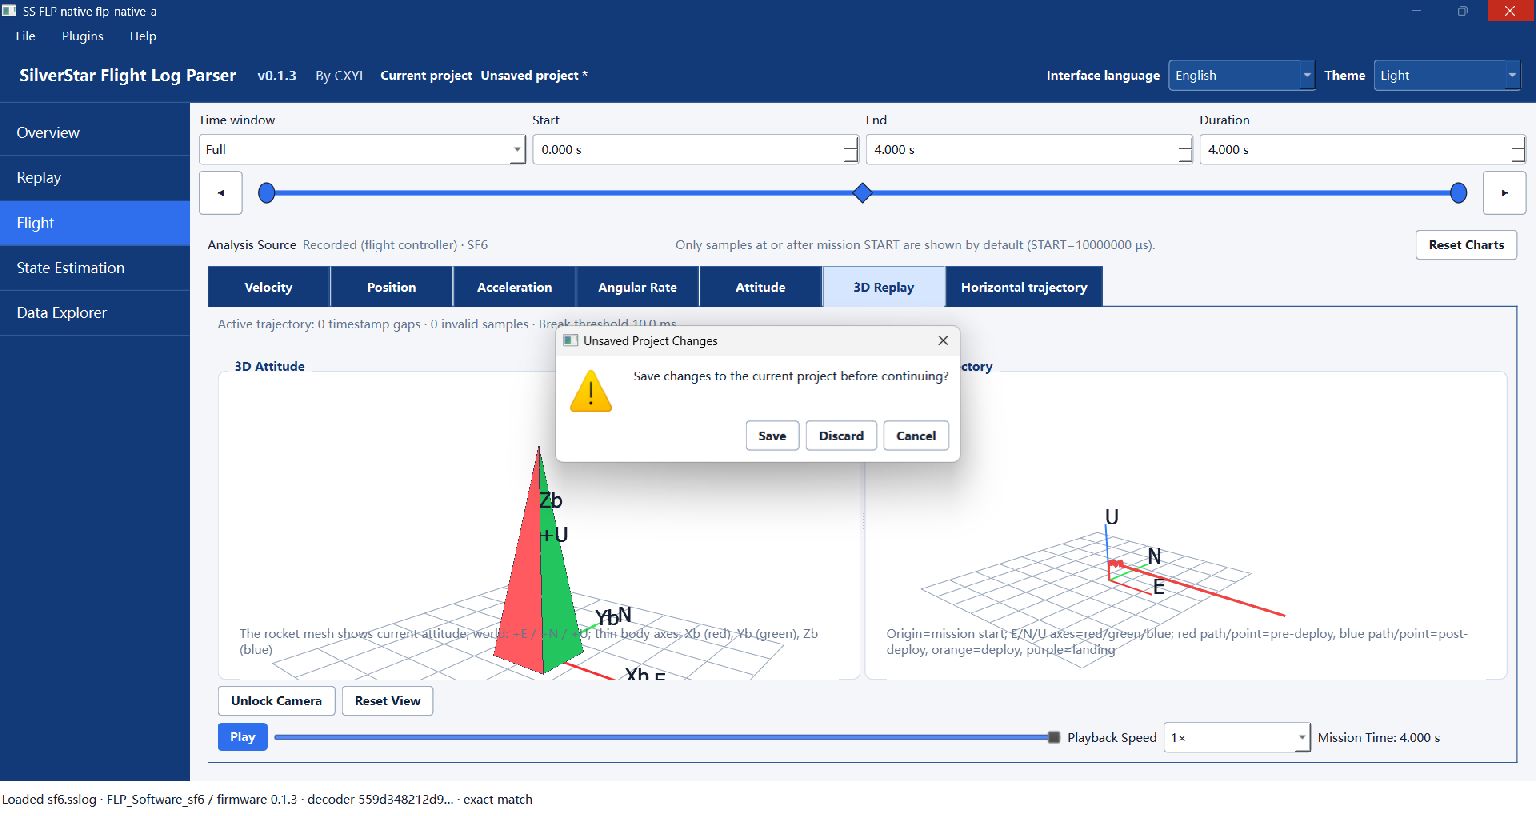 SS FLP native flp-native-a
File Plugins Help
SilverStar Flight Log Parser v0.1.3 By CXYI Current project Unsaved project * Interface language English Theme Light
Overview
Replay
Flight
State Estimation
Data Explorer
Time window Start End Duration
Full 0.000 s 4.000 s 4.000 s
Analysis Source Recorded (flight controller) · SF6 Only samples at or after mission START are shown by default (START=10000000 µs). Reset Charts
Velocity Position Acceleration Angular Rate Attitude 3D Replay Horizontal trajectory
Active trajectory: 0 timestamp gaps · 0 invalid samples · Break threshold 10.0 ms
Unsaved Project Changes
Save changes to the current project before continuing?
Save Discard Cancel
3D Attitude
Zb
+U
Yb N
Xb E
The rocket mesh shows current attitude; world: +E / +N / +U; thin body axes: Xb (red), Yb (green), Zb
(blue)
U
N
E
Origin=mission start; E/N/U axes=red/green/blue; red path/point=pre-deploy, blue path/point=post-
deploy, orange=deploy, purple=landing
Unlock Camera Reset View
Play Playback Speed 1× Mission Time: 4.000 s
Loaded sf6.sslog · FLP_Software_sf6 / firmware 0.1.3 · decoder 559d348212d9... · exact match